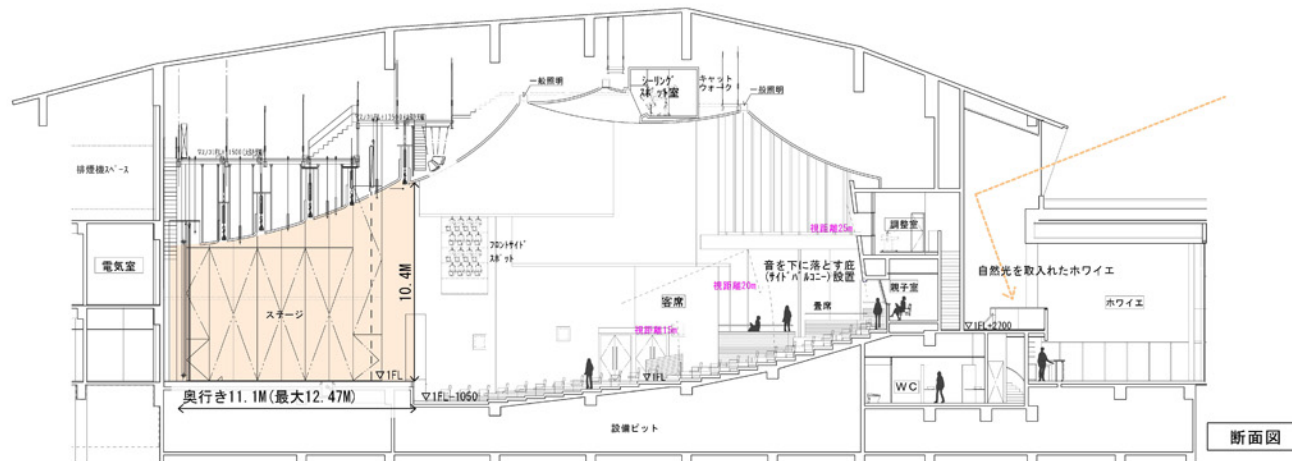 一般照明
シーリング
スポット室
キャット
ウォーク
一般照明
排煙機スペース
電気室
ステージ
10.4M
フロントサイド
スポット
視距離25m
音を下に落とす庇
(サイドバルコニー)設置
視距離20m
客席
畳席
視距離15m
調整室
親子室
自然光を取入れたホワイエ
ホワイエ
▽1FL+2700
▽1FL
▽1FL
WC
奥行き11.1M(最大12.47M)
▽1FL-1050
設備ピット
断面図